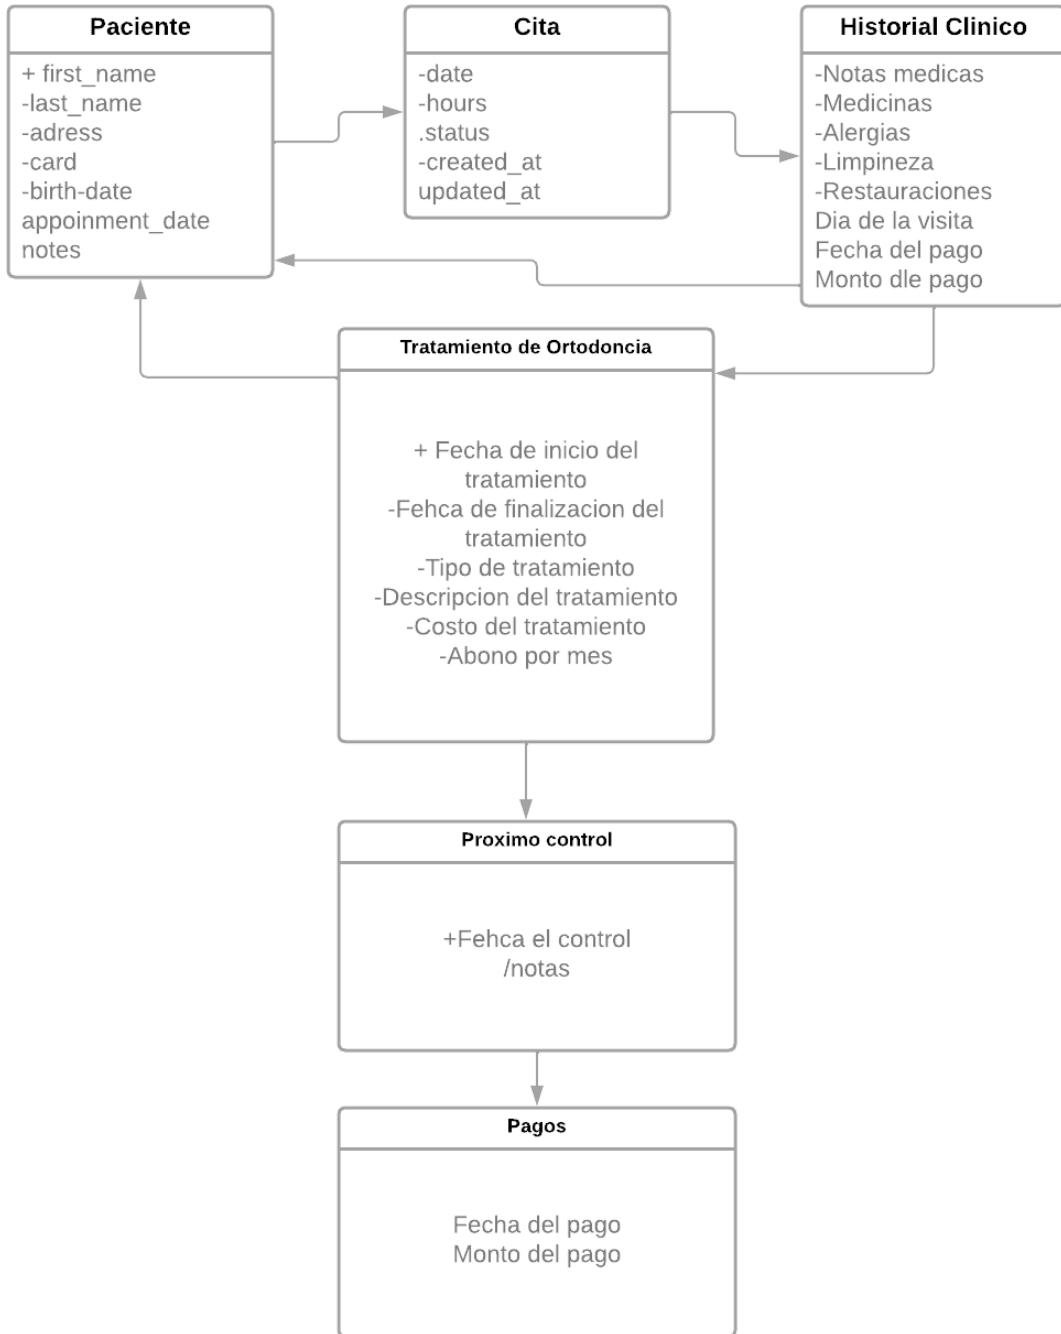 Paciente
+ first_name
-last_name
-adress
-card
-birth-date
appoinment_date
notes
Cita
-date
-hours
.status
-created_at
updated_at
Historial Clinico
-Notas medicas
-Medicinas
-Alergias
-Limpineza
-Restauraciones
Dia de la visita
Fecha del pago
Monto dle pago
Tratamiento de Ortodoncia
+ Fecha de inicio del
tratamiento
-Fehca de finalizacion del
tratamiento
-Tipo de tratamiento
-Descripcion del tratamiento
-Costo del tratamiento
-Abono por mes
Proximo control
+Fehca el control
/notas
Pagos
Fecha del pago
Monto del pago